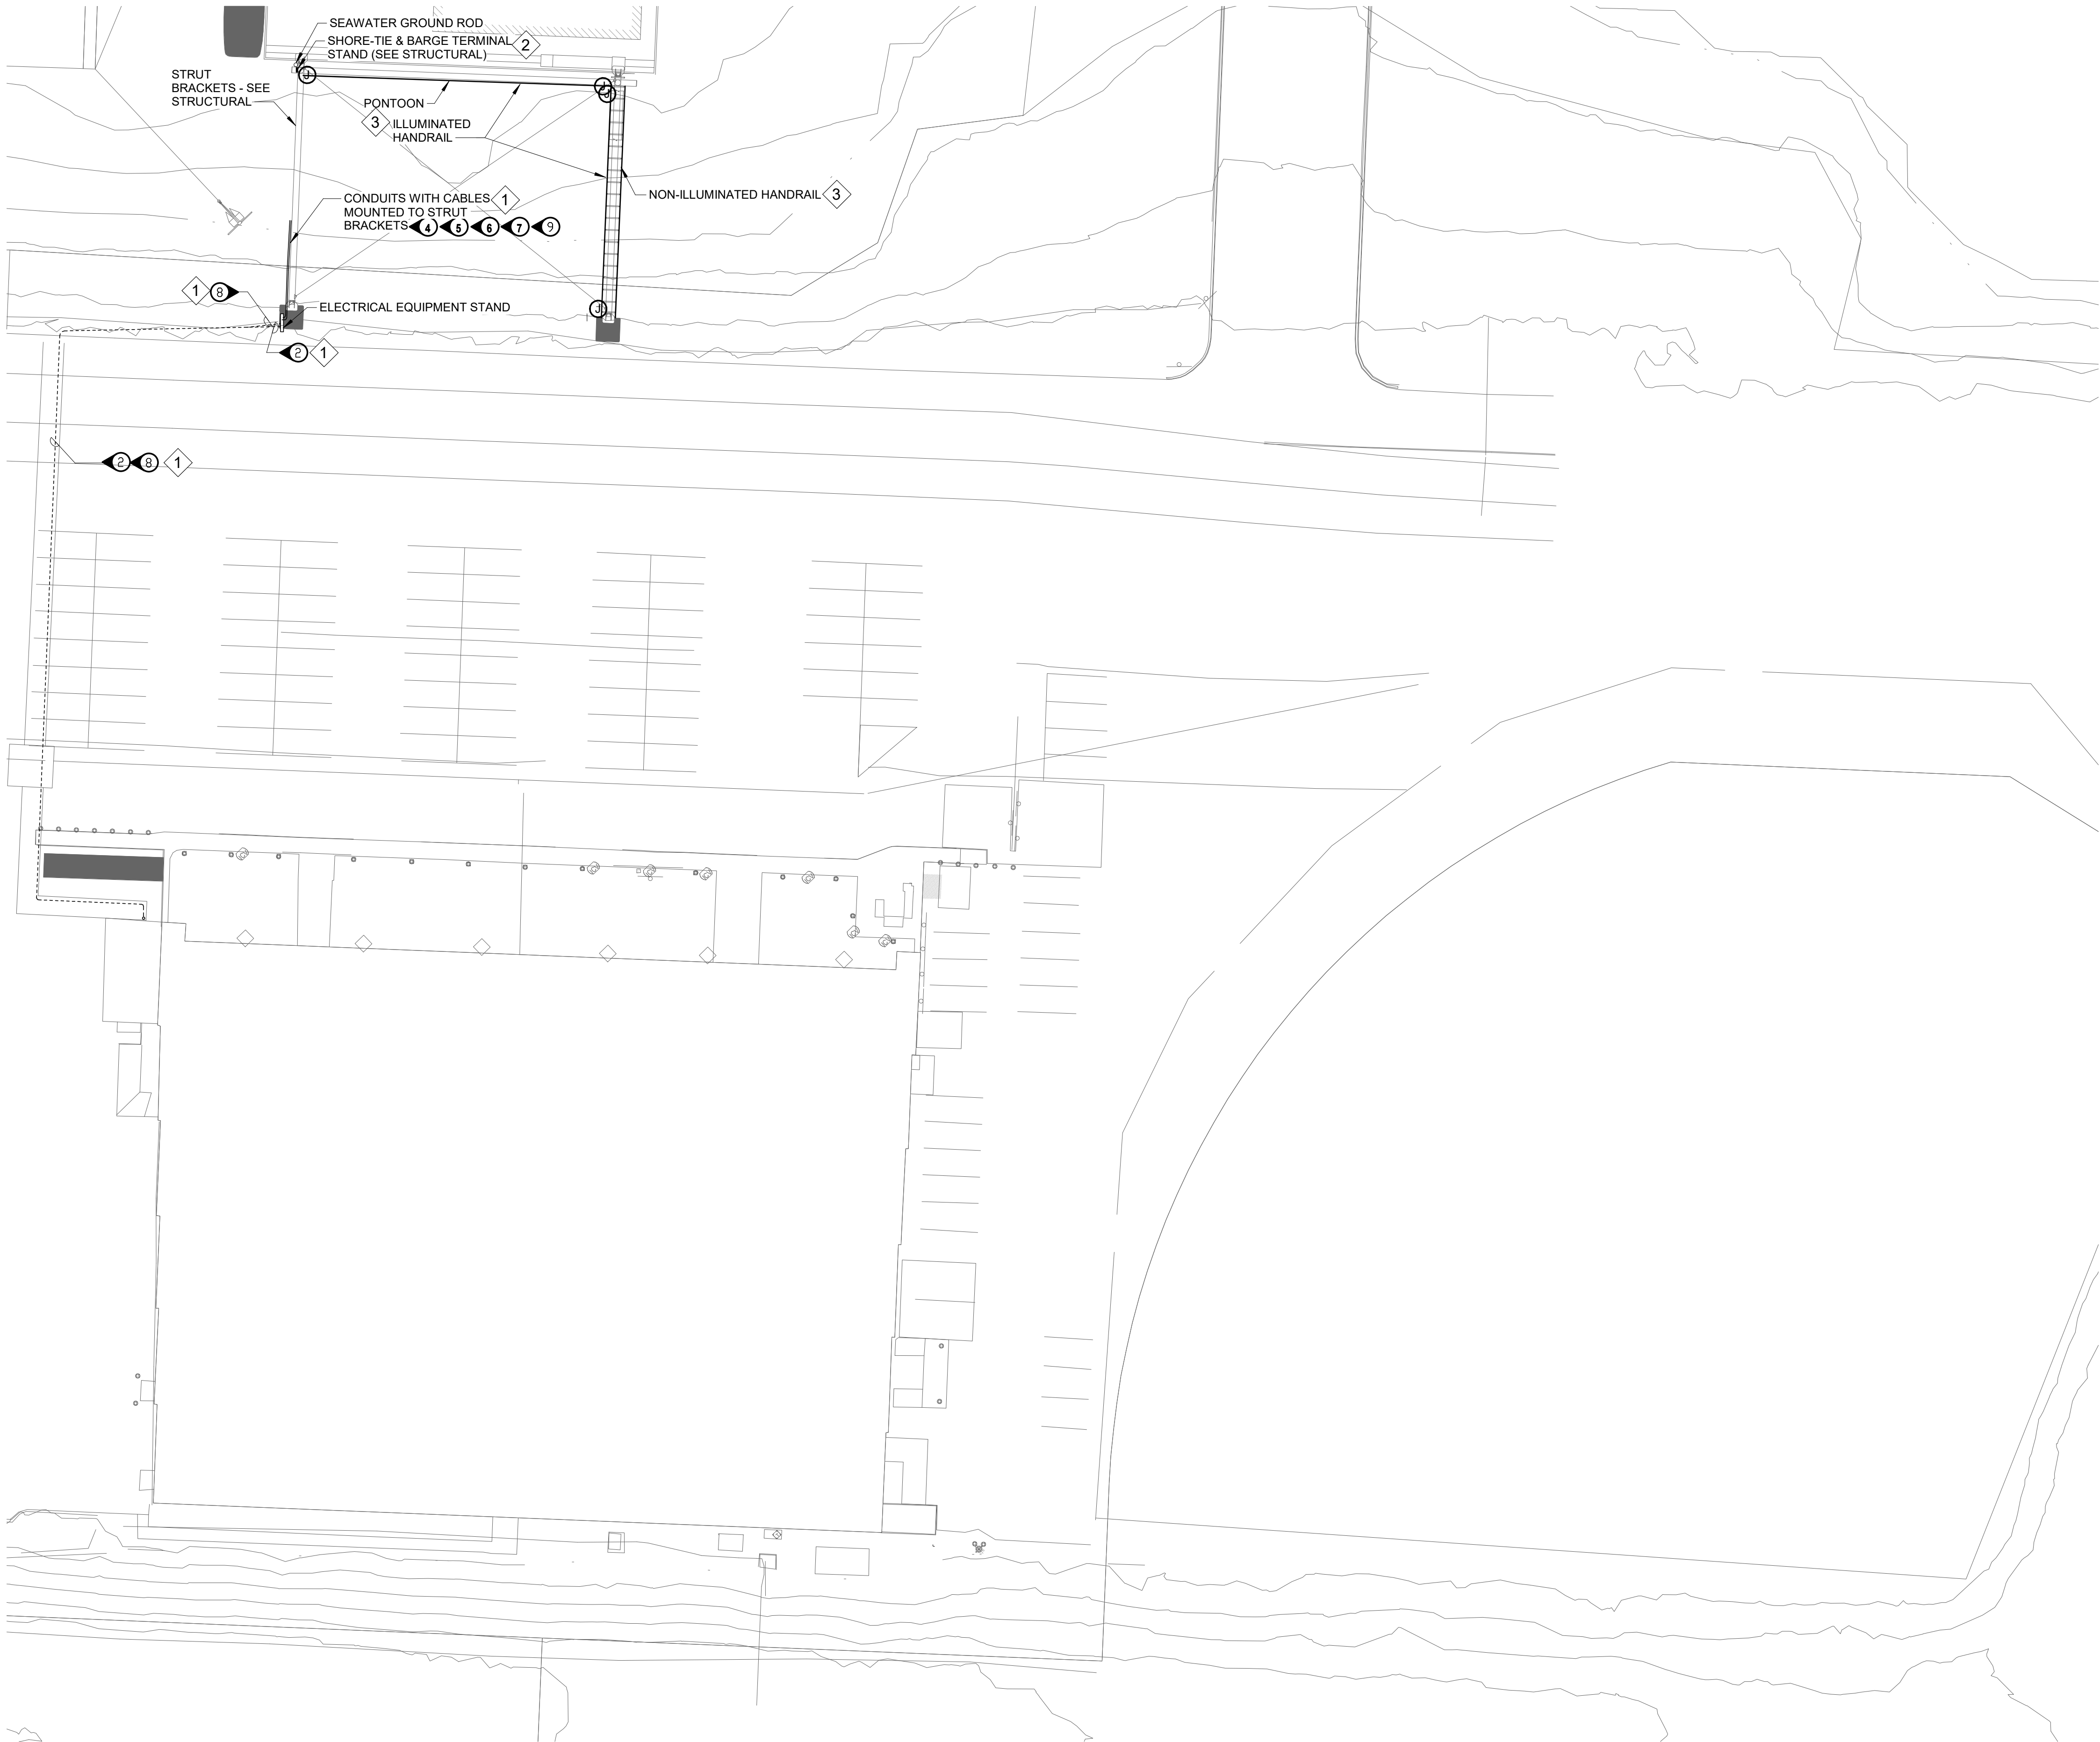 SEAWATER GROUND ROD
SHORE-TIE & BARGE TERMINAL 2
STAND (SEE STRUCTURAL)
J
J
J
STRUT
BRACKETS - SEE
STRUCTURAL
PONTOON
3 ILLUMINATED
HANDRAIL
NON-ILLUMINATED HANDRAIL 3
CONDUITS WITH CABLES 1
MOUNTED TO STRUT
BRACKETS 4 5 6 7 9
1 8
ELECTRICAL EQUIPMENT STAND
J
2 1
2 8 1